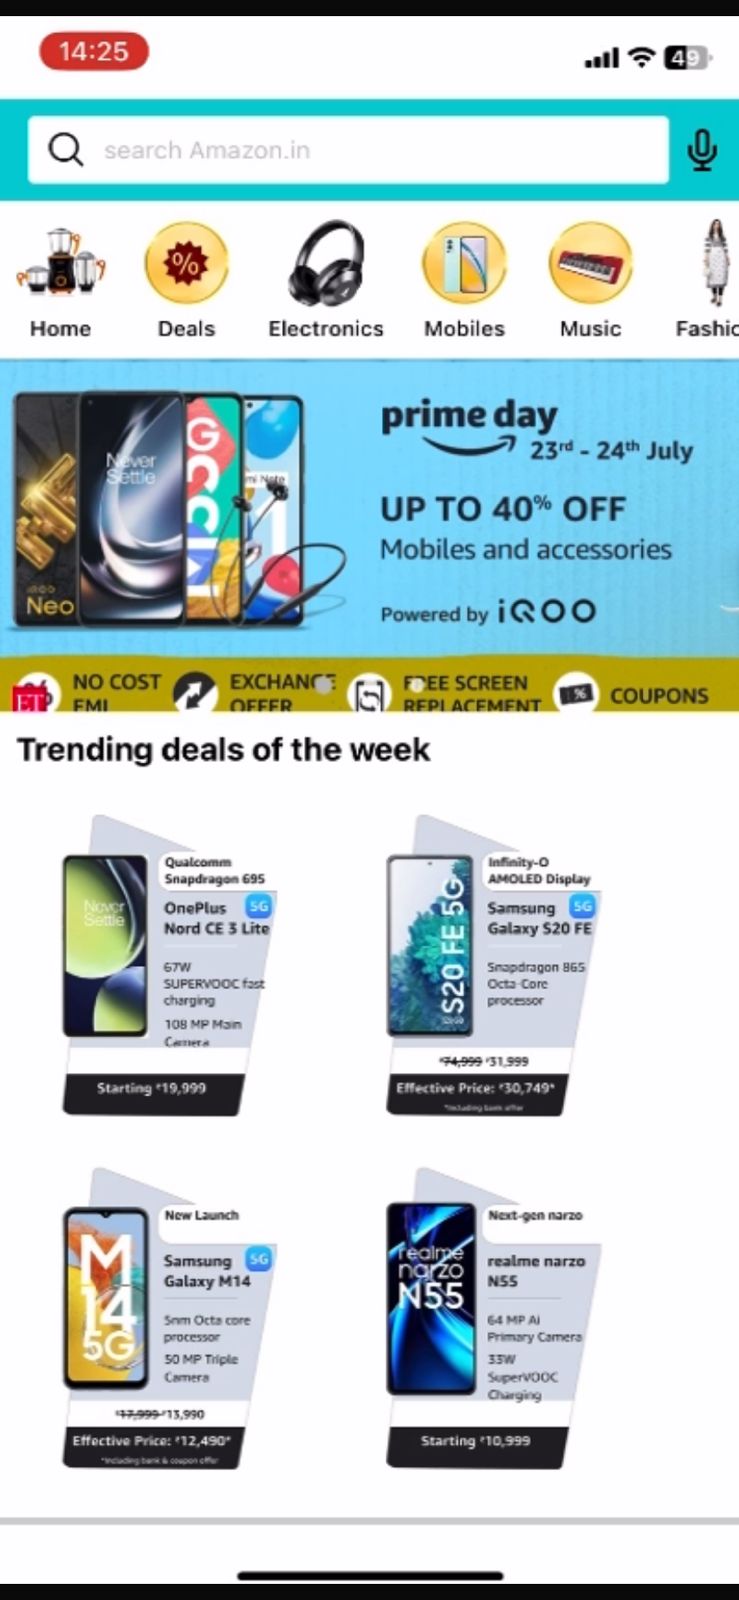 14:25
49
search Amazon.in
Home
Deals
Electronics
Mobiles
Music
Fashic
prime day
23rd - 24th July
UP TO 40% OFF
Mobiles and accessories
Powered by iQOO
iQOO
Neo
Never
Settle
NO COST
EMI
EXCHANGE
OFFER
FREE SCREEN
REPLACEMENT
COUPONS
ET
Trending deals of the week
Qualcomm
Snapdragon 695
Never
Settle
OnePlus 5G
Nord CE 3 Lite
67W
SUPERVOOC fast
charging
108 MP Main
Camera
Starting ₹19,999
Infinity-O
AMOLED Display
S20 FE 5G
Samsung 5G
Galaxy S20 FE
Snapdragon 865
Octa-Core
processor
₹74,999 ₹31,999
Effective Price: ₹30,749*
*Including bank offer
New Launch
M
14
5G
Samsung 5G
Galaxy M14
5nm Octa core
processor
50 MP Triple
Camera
₹17,999 ₹13,990
Effective Price: ₹12,490*
*Including bank & coupon offer
Next-gen narzo
realme
narzo
N55
realme narzo
N55
64 MP Ai
Primary Camera
33W
SuperVOOC
Charging
Starting ₹10,999